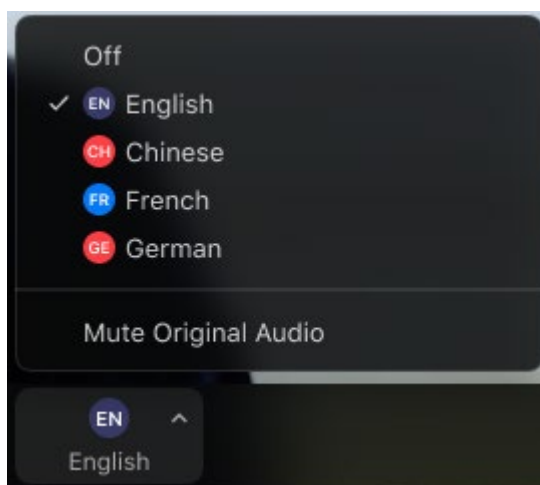 Off
EN English
CH Chinese
FR French
GE German
Mute Original Audio
EN
English